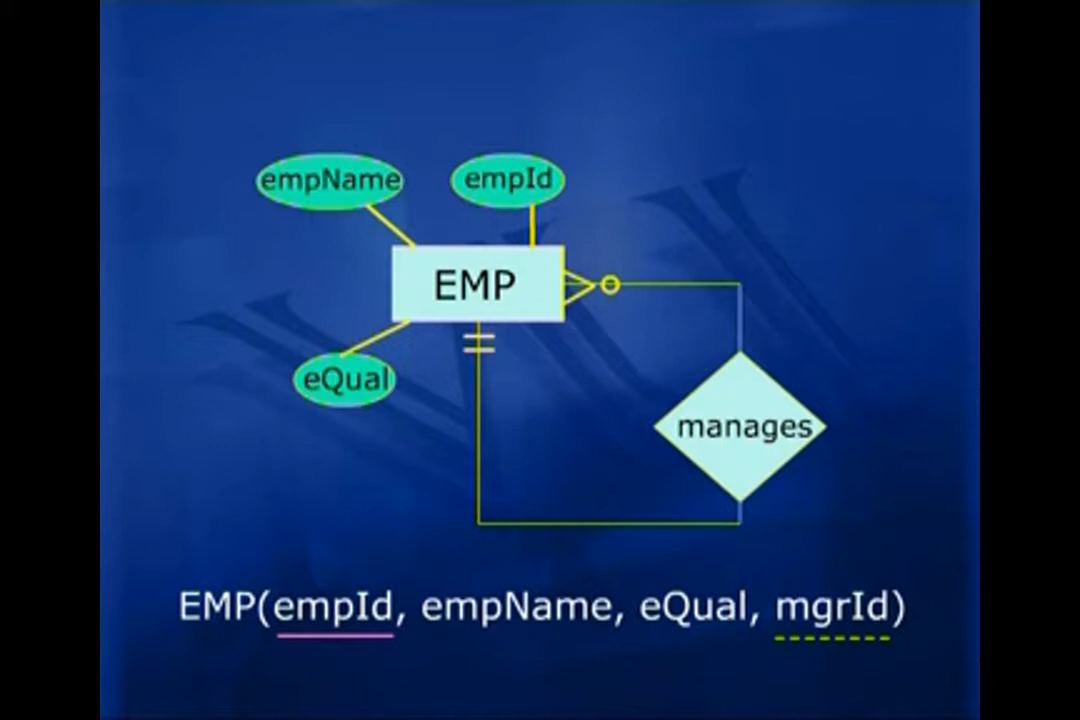 empName
empId
EMP
eQual
manages
EMP(empId, empName, eQual, mgrId)